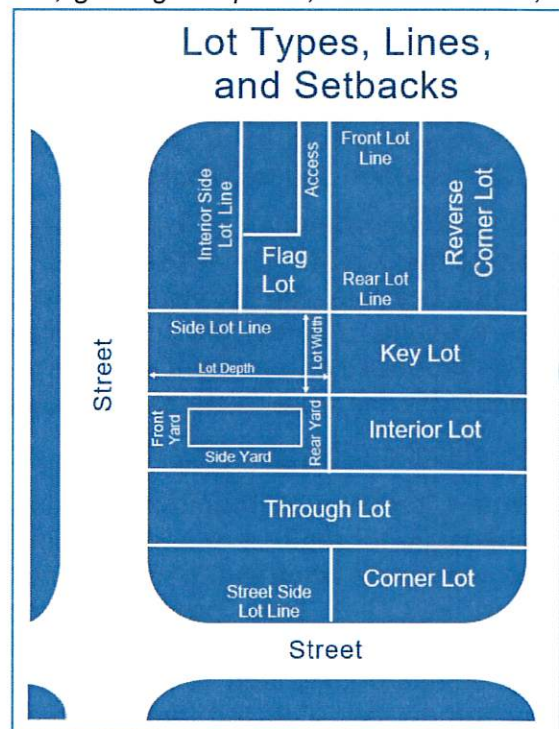 Lot Types, Lines,
and Setbacks
Interior Side
Lot Line
Access
Flag
Lot
Front Lot
Line
Rear Lot
Line
Reverse
Corner Lot
Side Lot Line
Lot Width
Lot Depth
Key Lot
Front
Yard
Side Yard
Rear Yard
Interior Lot
Through Lot
Street Side
Lot Line
Corner Lot
Street
Street